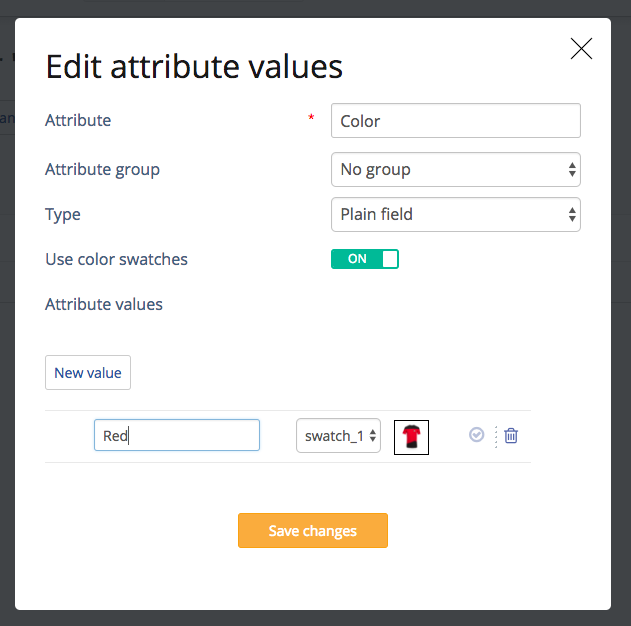 Edit attribute values
Attribute * Color
Attribute group No group
Type Plain field
Use color swatches ON
Attribute values
New value
Red swatch_1
Save changes